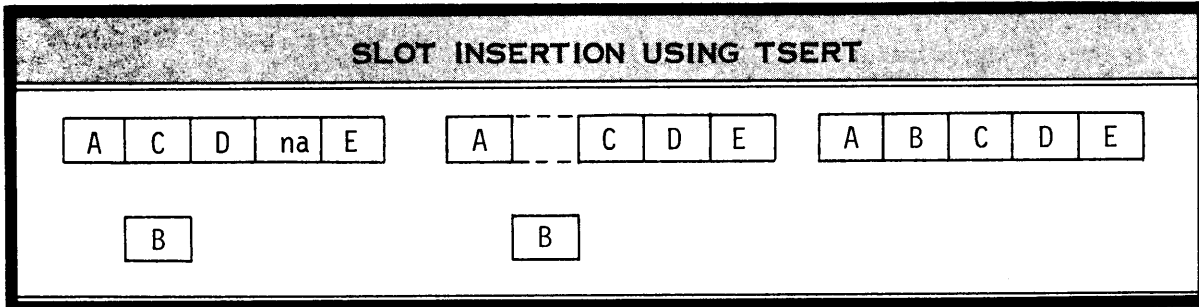 SLOT INSERTION USING TSERT
A C D na E A C D E A B C D E
B B